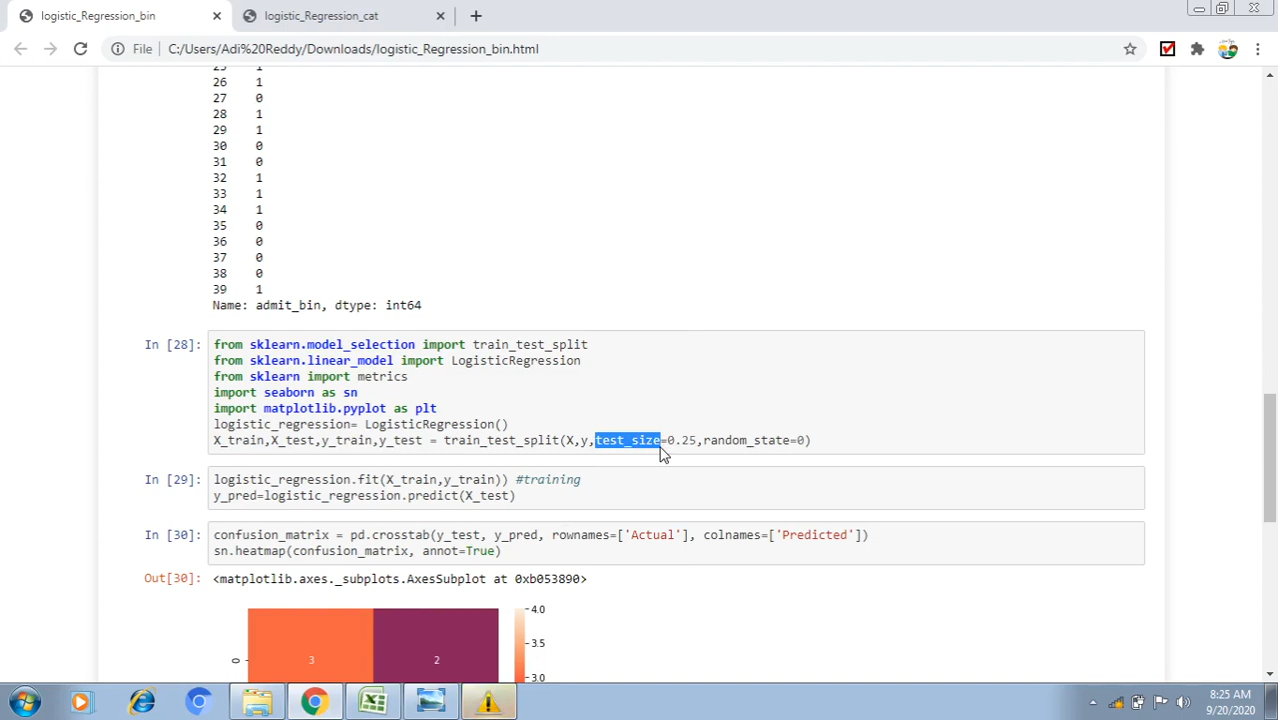 logistic_Regression_bin
logistic_Regression_cat
File C:/Users/Adi%20Reddy/Downloads/logistic_Regression_bin.html
25 1
26 1
27 0
28 1
29 1
30 0
31 0
32 1
33 1
34 1
35 0
36 0
37 0
38 0
39 1
Name: admit_bin, dtype: int64
In [28]: from sklearn.model_selection import train_test_split
from sklearn.linear_model import LogisticRegression
from sklearn import metrics
import seaborn as sn
import matplotlib.pyplot as plt
logistic_regression= LogisticRegression()
X_train,X_test,y_train,y_test = train_test_split(X,y,test_size=0.25,random_state=0)
In [29]: logistic_regression.fit(X_train,y_train)) #training
y_pred=logistic_regression.predict(X_test)
In [30]: confusion_matrix = pd.crosstab(y_test, y_pred, rownames=['Actual'], colnames=['Predicted'])
sn.heatmap(confusion_matrix, annot=True)
Out[30]: <matplotlib.axes._subplots.AxesSubplot at 0xb053890>
4.0
3.5
0 3 2
3.0
8:25 AM
9/20/2020